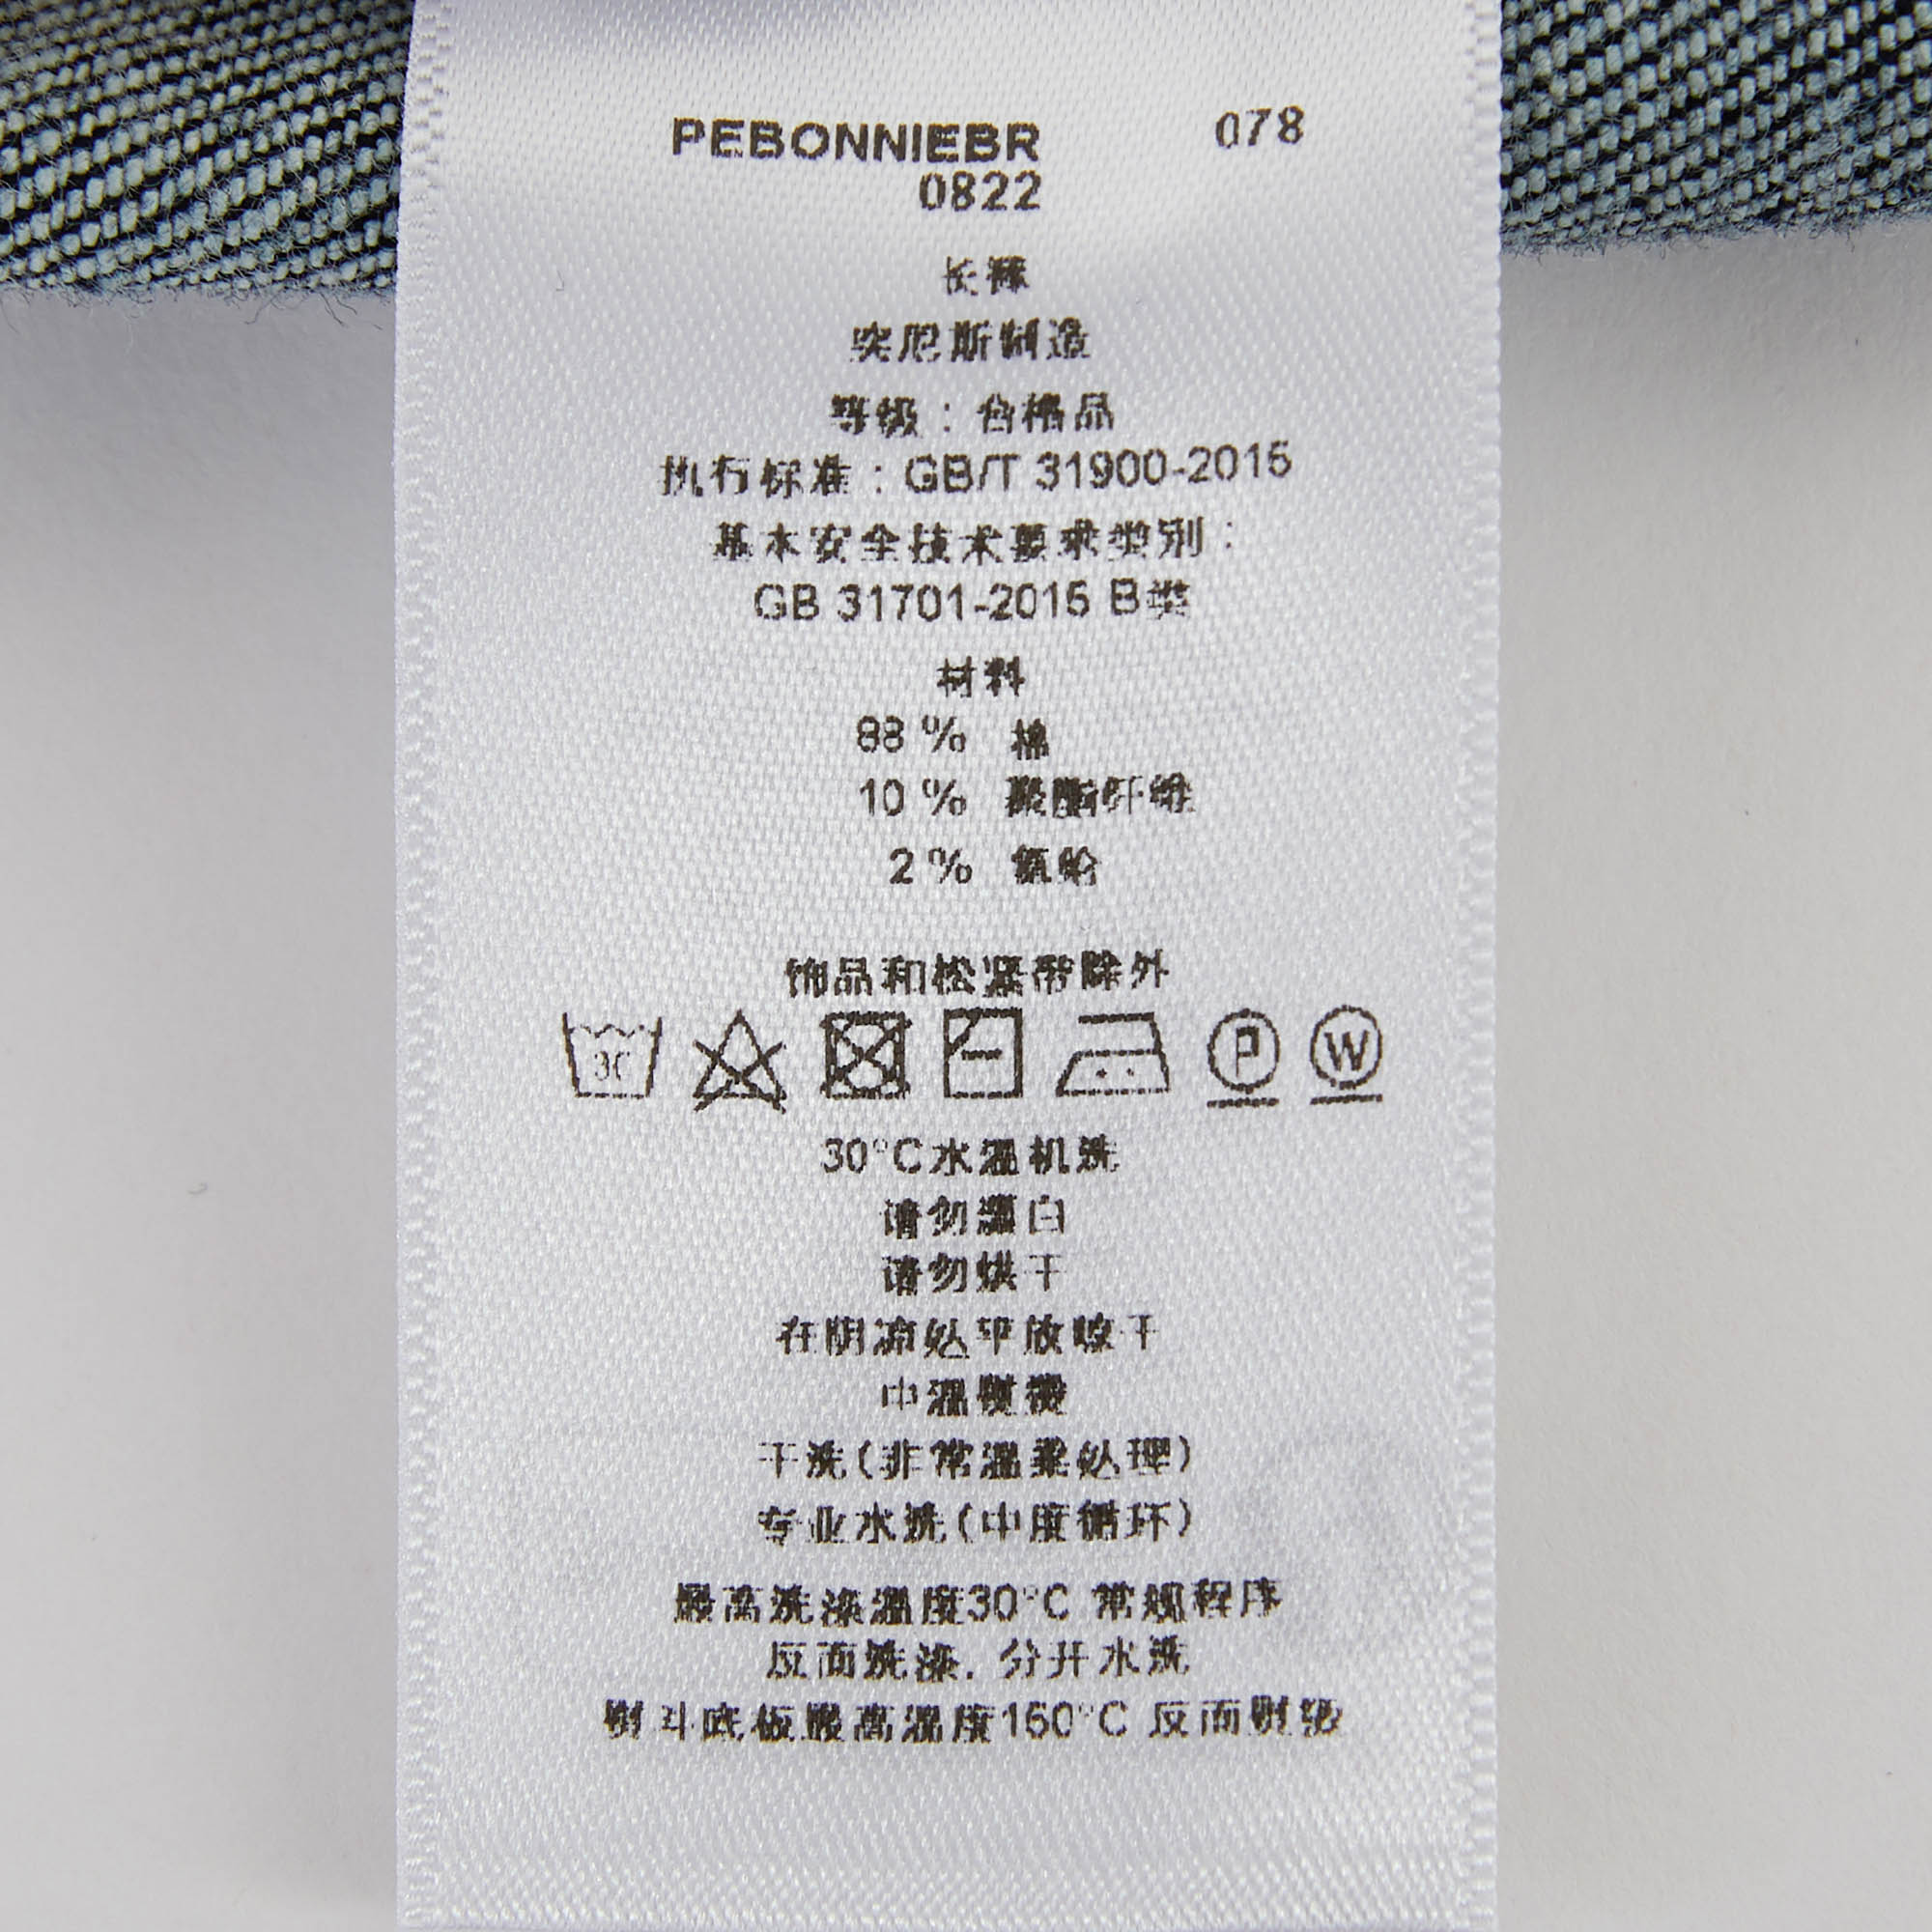 PEBONNIEBR 078
0822
长裤
突尼斯制造
等级：合格品
执行标准：GB/T 31900-2015
基本安全技术要求类别：
GB 31701-2015 B类
材料
88 % 棉
10 % 聚酯纤维
2 % 氨纶
饰品和松紧带除外
30 P W
30°C水温机洗
请勿漂白
请勿烘干
在阴凉处平放晾干
中温熨烫
干洗(非常温柔处理)
专业水洗(中度循环)
最高洗涤温度30°C 常规程序
反面洗涤. 分开水洗
熨斗底板最高温度150°C 反面熨烫